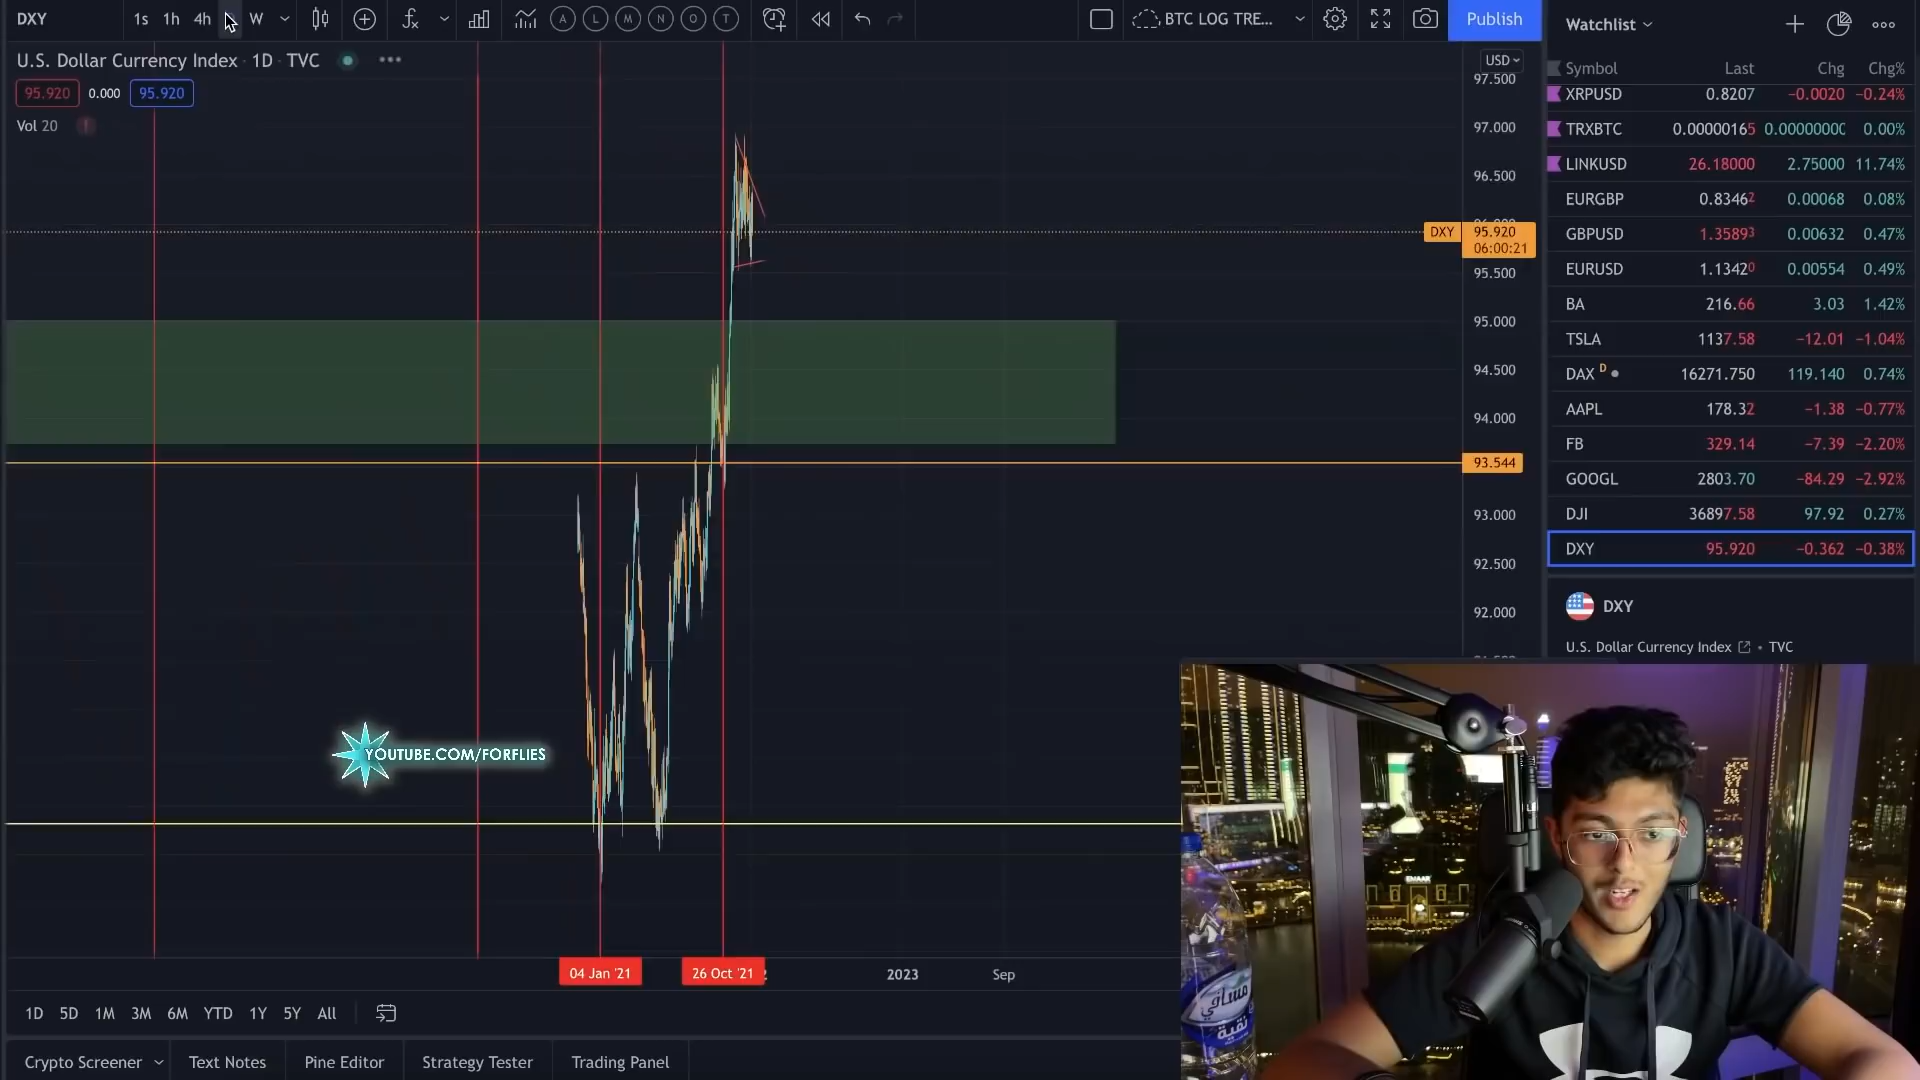 DXY 1s 1h 4h W A L M N O T BTC LOG TRE... Publish
U.S. Dollar Currency Index · 1D · TVC
95.920 0.000 95.920
Vol 20
USD
97.500
97.000
96.500
DXY 95.920
06:00:21
95.500
95.000
94.500
94.000
93.544
93.000
92.500
92.000
YOUTUBE.COM/FORFLIES
04 Jan '21 26 Oct '21 2023 Sep
1D 5D 1M 3M 6M YTD 1Y 5Y All
Crypto Screener Text Notes Pine Editor Strategy Tester Trading Panel
Watchlist
Symbol Last Chg Chg%
XRPUSD 0.8207 −0.0020 −0.24%
TRXBTC 0.00000165 0.0000000 0.00%
LINKUSD 26.18000 2.75000 11.74%
EURGBP 0.83462 0.00068 0.08%
GBPUSD 1.35893 0.00632 0.47%
EURUSD 1.13420 0.00554 0.49%
BA 216.66 3.03 1.42%
TSLA 1137.58 −12.01 −1.04%
DAX D 16271.750 119.140 0.74%
AAPL 178.32 −1.38 −0.77%
FB 329.14 −7.39 −2.20%
GOOGL 2803.70 −84.29 −2.92%
DJI 36897.58 97.92 0.27%
DXY 95.920 −0.362 −0.38%
DXY
U.S. Dollar Currency Index • TVC
EMAAR
مسافي
نقية